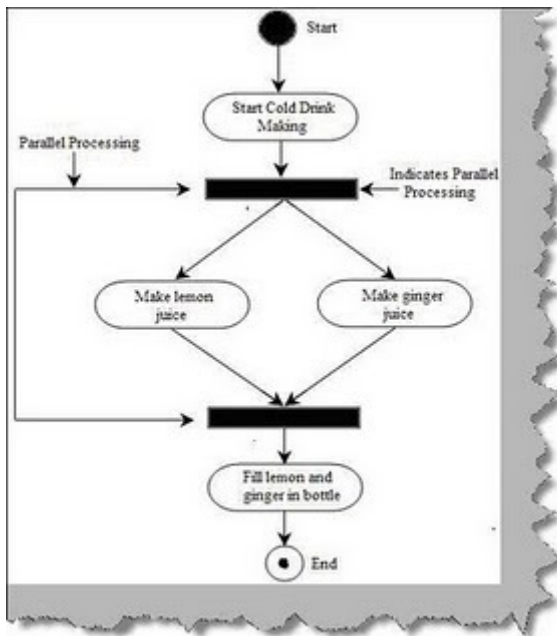 Start
Start Cold Drink
Making
Parallel Processing
Indicates Parallel
Processing
Make lemon
juice
Make ginger
juice
Fill lemon and
ginger in bottle
End